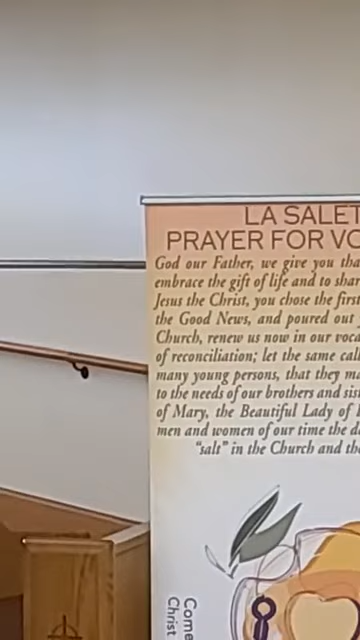 LA SALET
PRAYER FOR VO
God our Father, we give you tha
embrace the gift of life and to shar
Jesus the Christ, you chose the first
the Good News, and poured out
Church, renew us now in our voca
of reconciliation; let the same call
many young persons, that they ma
to the needs of our brothers and sist
of Mary, the Beautiful Lady of
men and women of our time the d
"salt" in the Church and the
Come
Christ